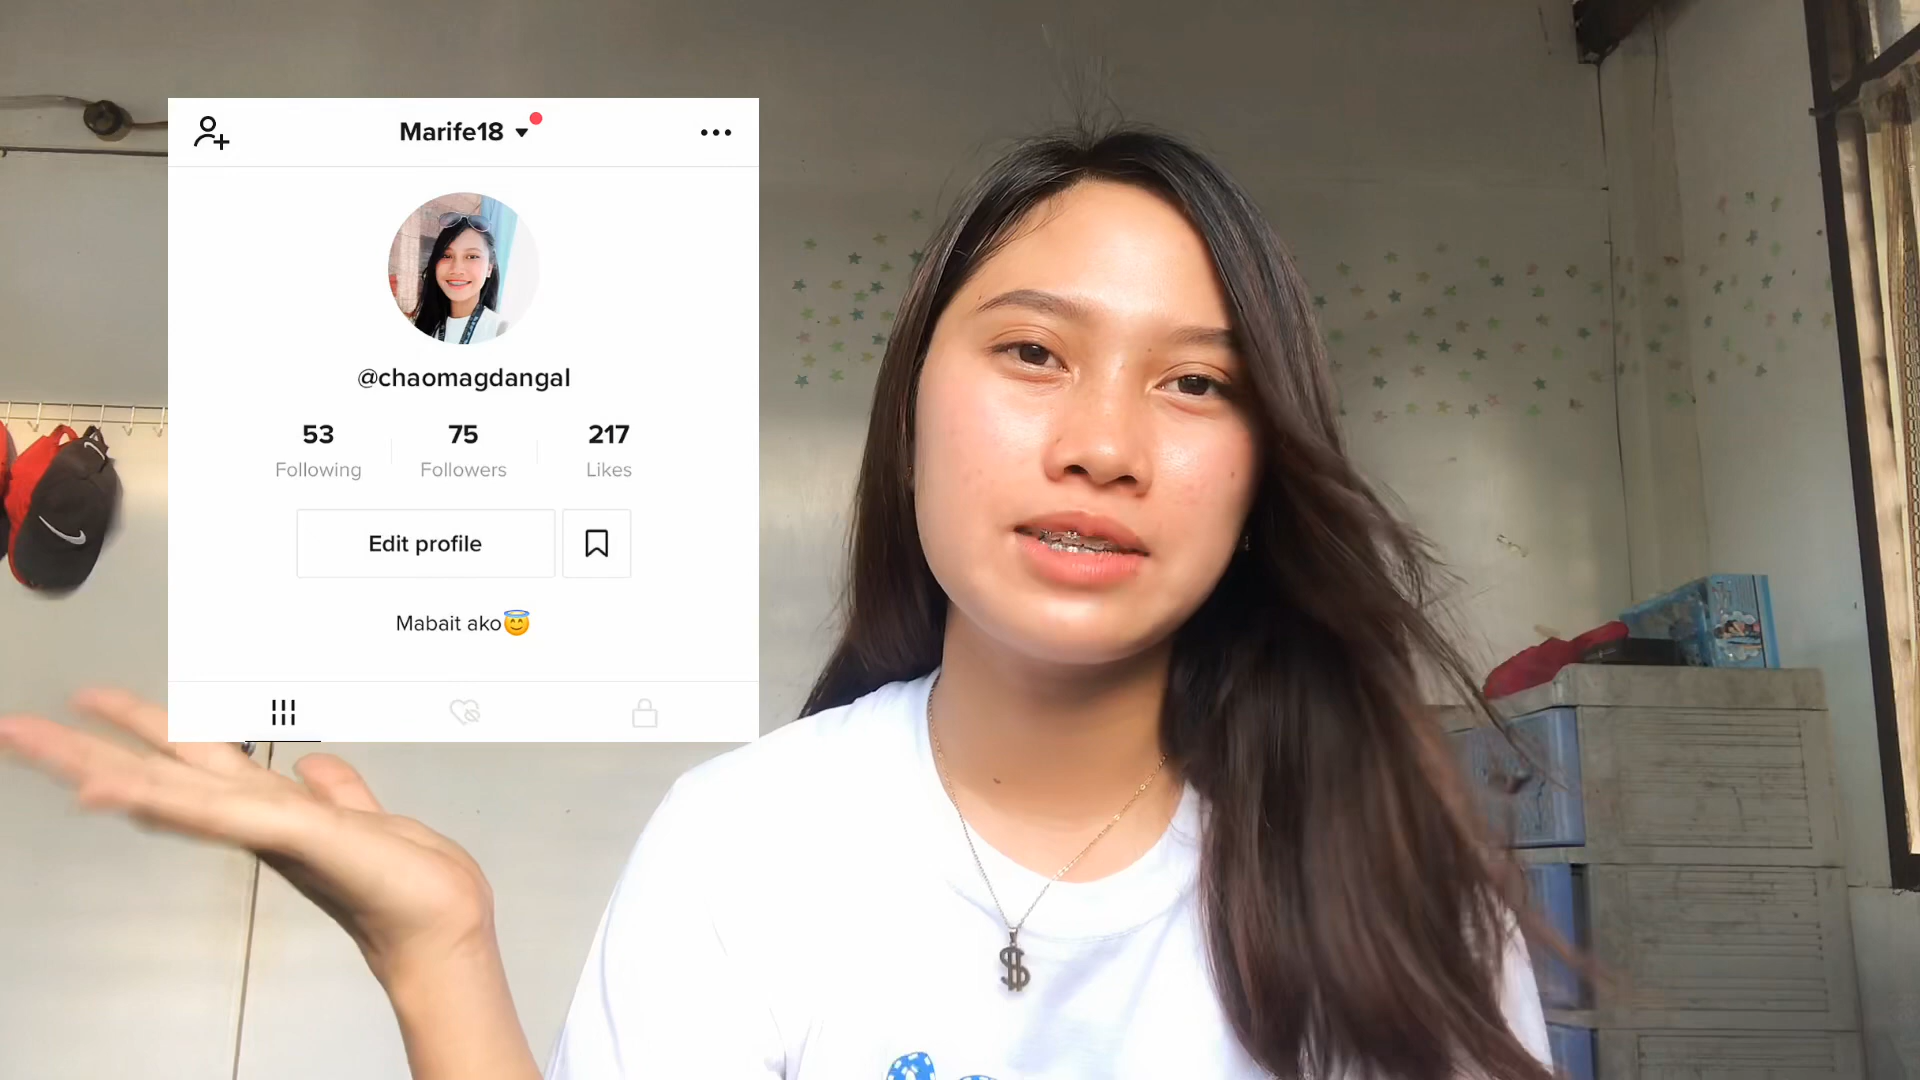 Marife18
@chaomagdangal
53 75 217
Following Followers Likes
Edit profile
Mabait ako😇